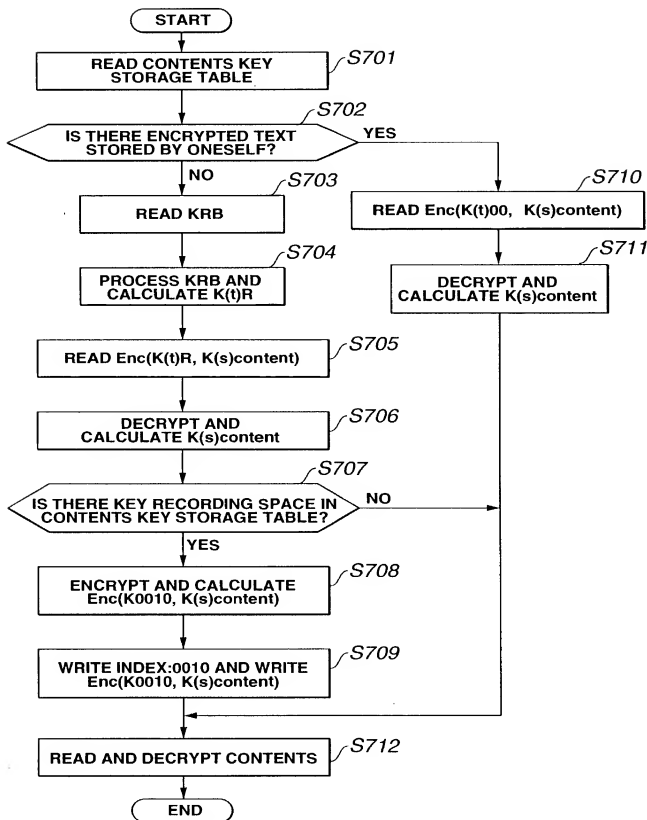 START
READ CONTENTS KEY
STORAGE TABLE
S701
IS THERE ENCRYPTED TEXT
STORED BY ONESELF?
S702
YES
NO
READ KRB
S703
PROCESS KRB AND
CALCULATE K(t)R
S704
READ Enc(K(t)R, K(s)content)
S705
DECRYPT AND
CALCULATE K(s)content
S706
IS THERE KEY RECORDING SPACE IN
CONTENTS KEY STORAGE TABLE?
S707
NO
YES
ENCRYPT AND CALCULATE
Enc(K0010, K(s)content)
S708
WRITE INDEX:0010 AND WRITE
Enc(K0010, K(s)content)
S709
READ Enc(K(t)00, K(s)content)
S710
DECRYPT AND
CALCULATE K(s)content
S711
READ AND DECRYPT CONTENTS
S712
END